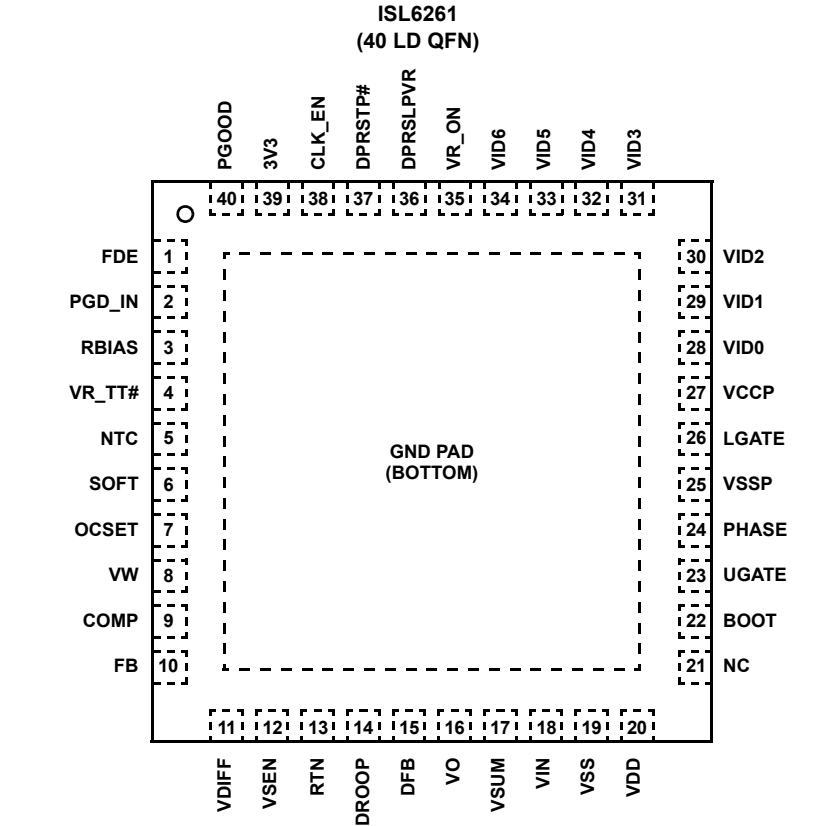 ISL6261
(40 LD QFN)
PGOOD
3V3
CLK_EN
DPRSTP#
DPRSLPVR
VR_ON
VID6
VID5
VID4
VID3
40 39 38 37 36 35 34 33 32 31
FDE 1
PGD_IN 2
RBIAS 3
VR_TT# 4
NTC 5
SOFT 6
OCSET 7
VW 8
COMP 9
FB 10
GND PAD
(BOTTOM)
30 VID2
29 VID1
28 VID0
27 VCCP
26 LGATE
25 VSSP
24 PHASE
23 UGATE
22 BOOT
21 NC
11 12 13 14 15 16 17 18 19 20
VDIFF
VSEN
RTN
DROOP
DFB
VO
VSUM
VIN
VSS
VDD